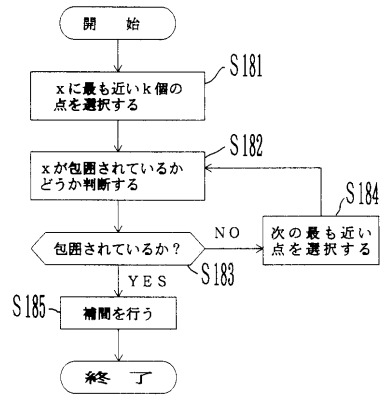 開 始
S181
xに最も近いk個の
点を選択する
S182
xが包囲されているか
どうか判断する
S184
次の最も近い
点を選択する
包囲されているか?
NO
S183
YES
S185
補間を行う
終 了